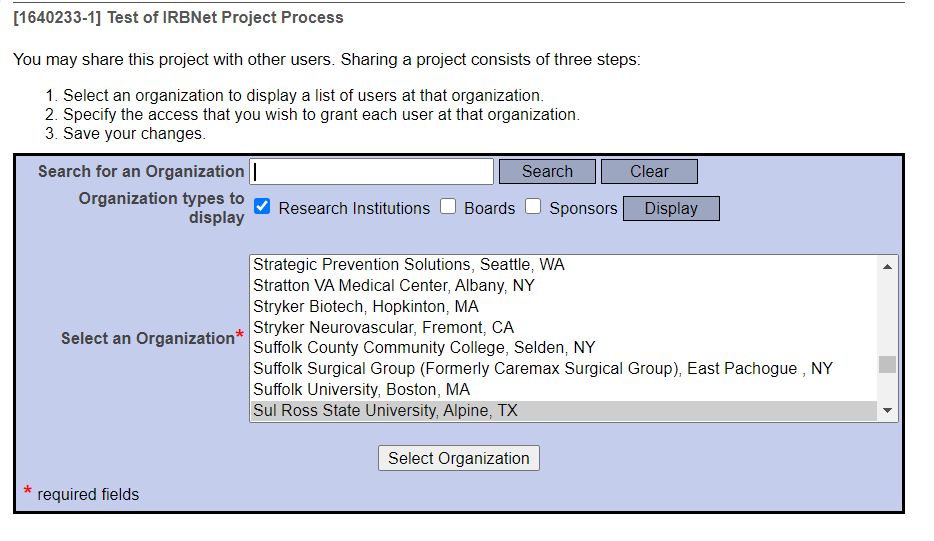 [1640233-1] Test of IRBNet Project Process
You may share this project with other users. Sharing a project consists of three steps:
1. Select an organization to display a list of users at that organization.
2. Specify the access that you wish to grant each user at that organization.
3. Save your changes.
Search for an Organization Search Clear
Organization types to
display Research Institutions Boards Sponsors Display
Strategic Prevention Solutions, Seattle, WA
Stratton VA Medical Center, Albany, NY
Stryker Biotech, Hopkinton, MA
Stryker Neurovascular, Fremont, CA
Select an Organization*
Suffolk County Community College, Selden, NY
Suffolk Surgical Group (Formerly Caremax Surgical Group), East Pachogue , NY
Suffolk University, Boston, MA
Sul Ross State University, Alpine, TX
Select Organization
* required fields